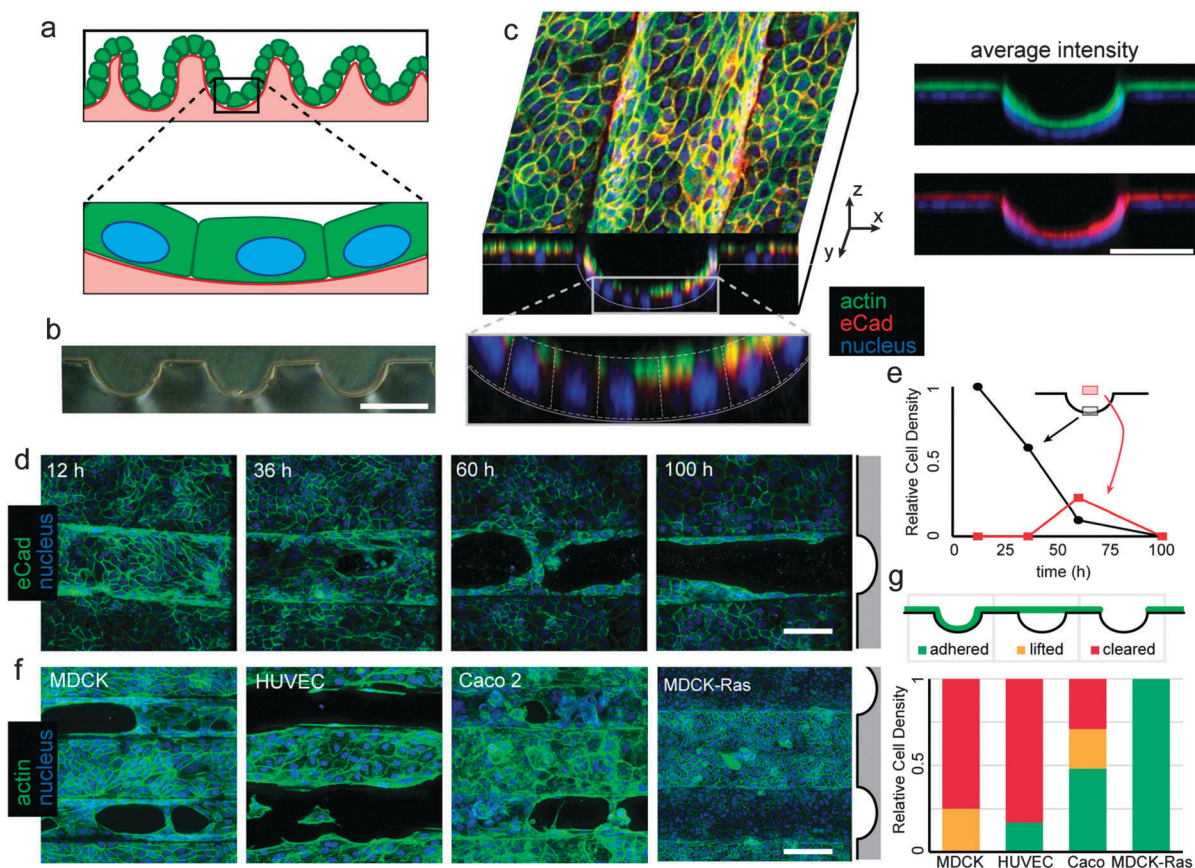 a
b
c
z
x
y
average intensity
actin
eCad
nucleus
d
eCad
nucleus
12 h
36 h
60 h
100 h
e
Relative Cell Density
1
0.5
0
0
25
50
75
100
time (h)
f
actin
nucleus
MDCK
HUVEC
Caco 2
MDCK-Ras
g
adhered
lifted
cleared
Relative Cell Density
1
0.5
0
MDCK
HUVEC
Caco
MDCK-Ras